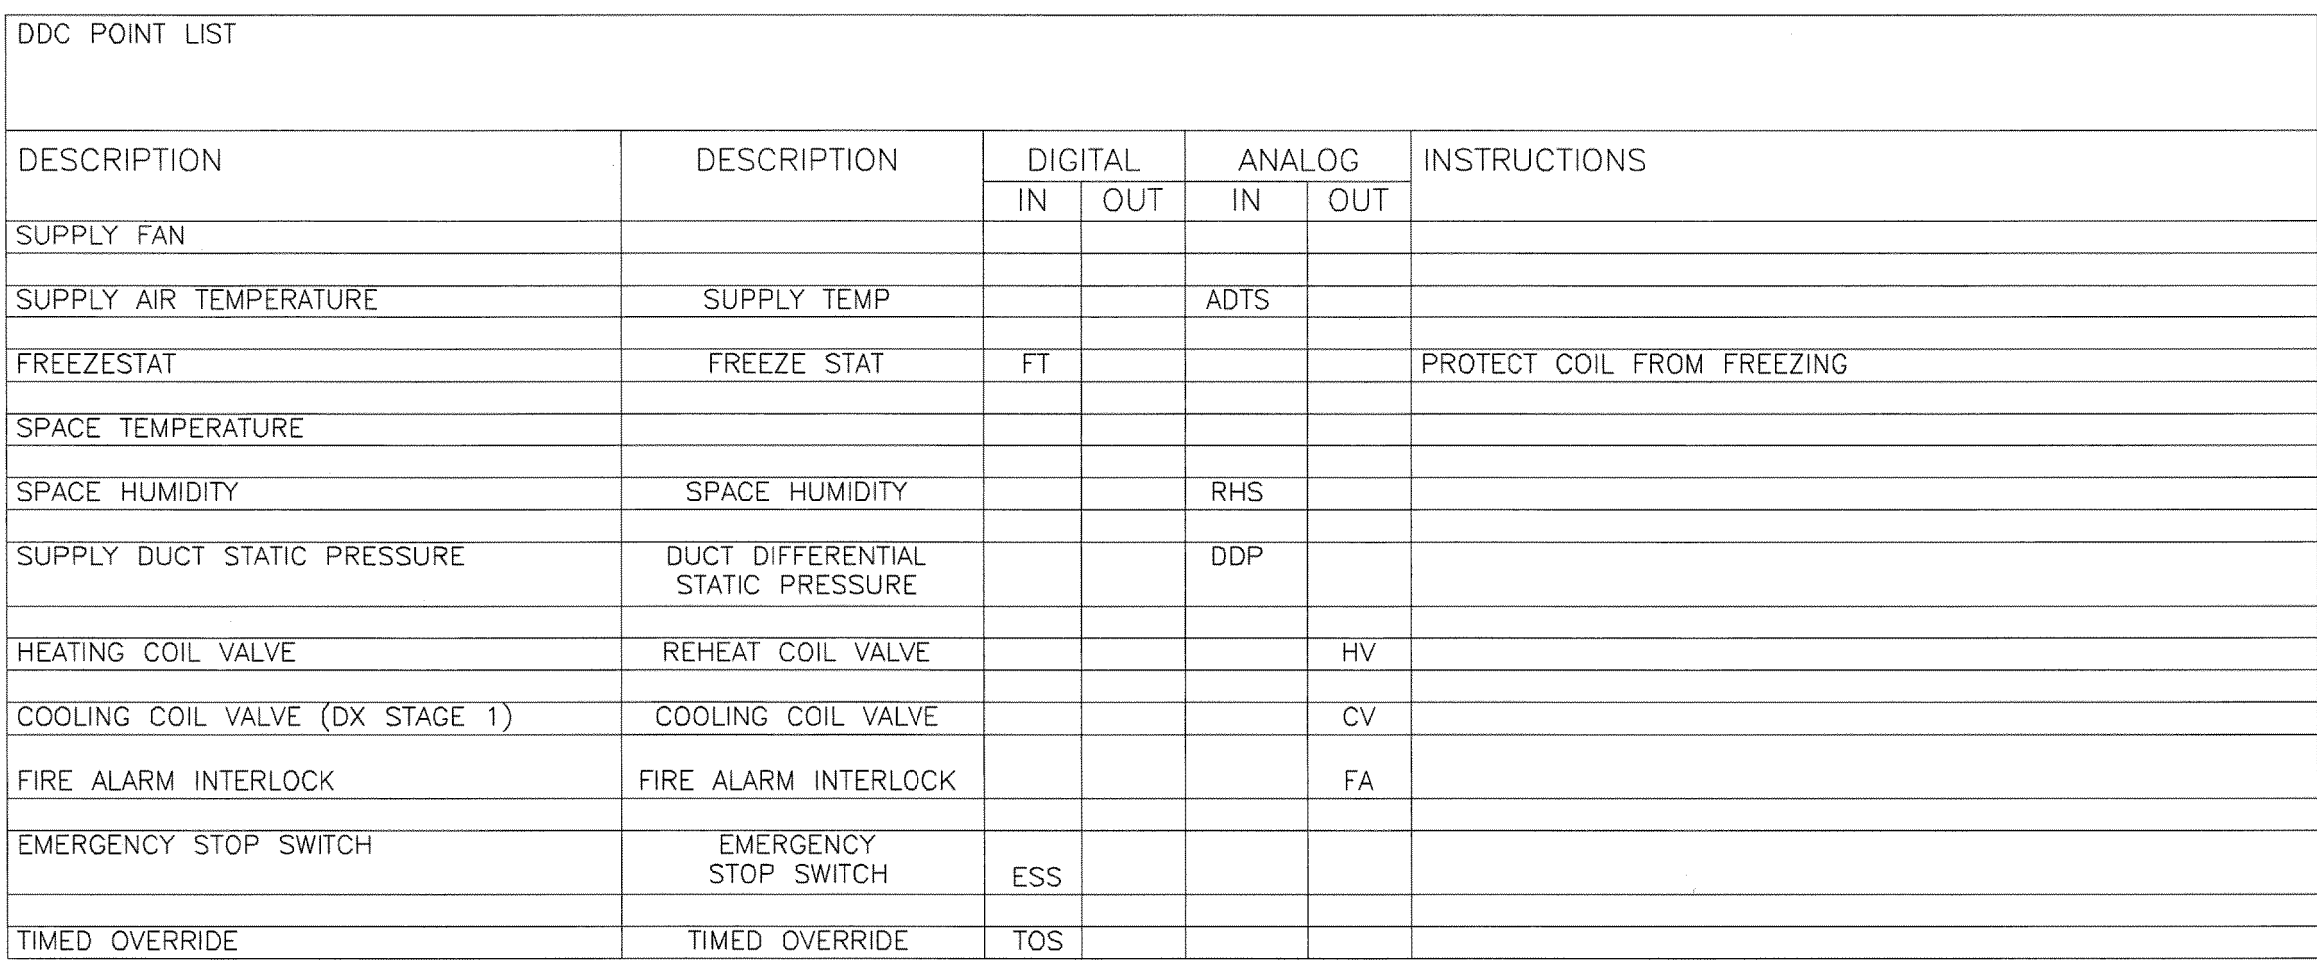 DDC POINT LIST
DESCRIPTION DESCRIPTION DIGITAL ANALOG INSTRUCTIONS
IN OUT IN OUT
SUPPLY FAN
SUPPLY AIR TEMPERATURE SUPPLY TEMP ADTS
FREEZESTAT FREEZE STAT FT PROTECT COIL FROM FREEZING
SPACE TEMPERATURE
SPACE HUMIDITY SPACE HUMIDITY RHS
SUPPLY DUCT STATIC PRESSURE DUCT DIFFERENTIAL DDP
STATIC PRESSURE
HEATING COIL VALVE REHEAT COIL VALVE HV
COOLING COIL VALVE (DX STAGE 1) COOLING COIL VALVE CV
FIRE ALARM INTERLOCK FIRE ALARM INTERLOCK FA
EMERGENCY STOP SWITCH EMERGENCY
STOP SWITCH ESS
TIMED OVERRIDE TIMED OVERRIDE TOS